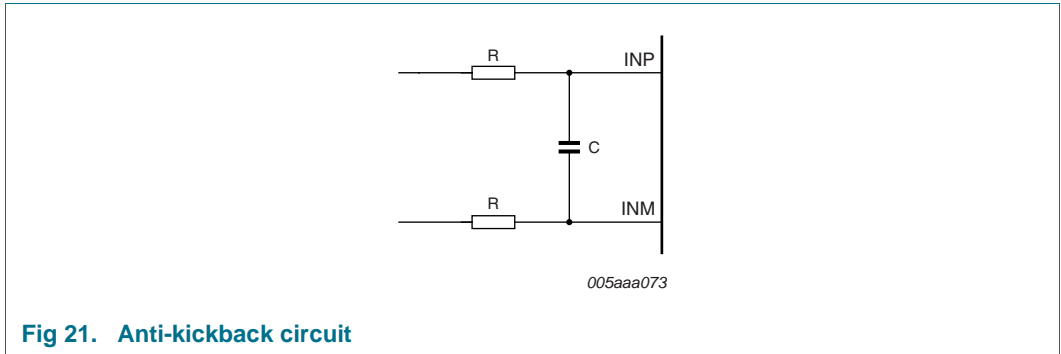 R
INP
C
R
INM
005aaa073
Fig 21. Anti-kickback circuit